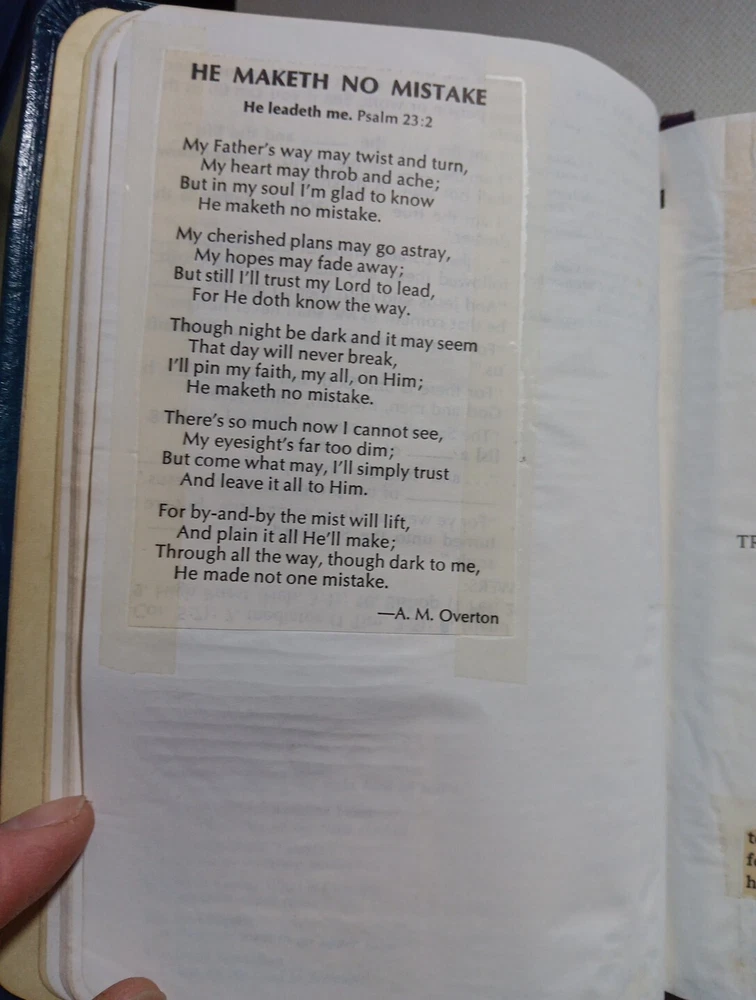 HE MAKETH NO MISTAKE
He leadeth me. Psalm 23:2
My Father's way may twist and turn,
My heart may throb and ache;
But in my soul I'm glad to know
He maketh no mistake.
My cherished plans may go astray,
My hopes may fade away;
But still I'll trust my Lord to lead,
For He doth know the way.
Though night be dark and it may seem
That day will never break,
I'll pin my faith, my all, on Him;
He maketh no mistake.
There's so much now I cannot see,
My eyesight's far too dim;
But come what may, I'll simply trust
And leave it all to Him.
For by-and-by the mist will lift,
And plain it all He'll make;
Through all the way, though dark to me,
He made not one mistake.
—A. M. Overton